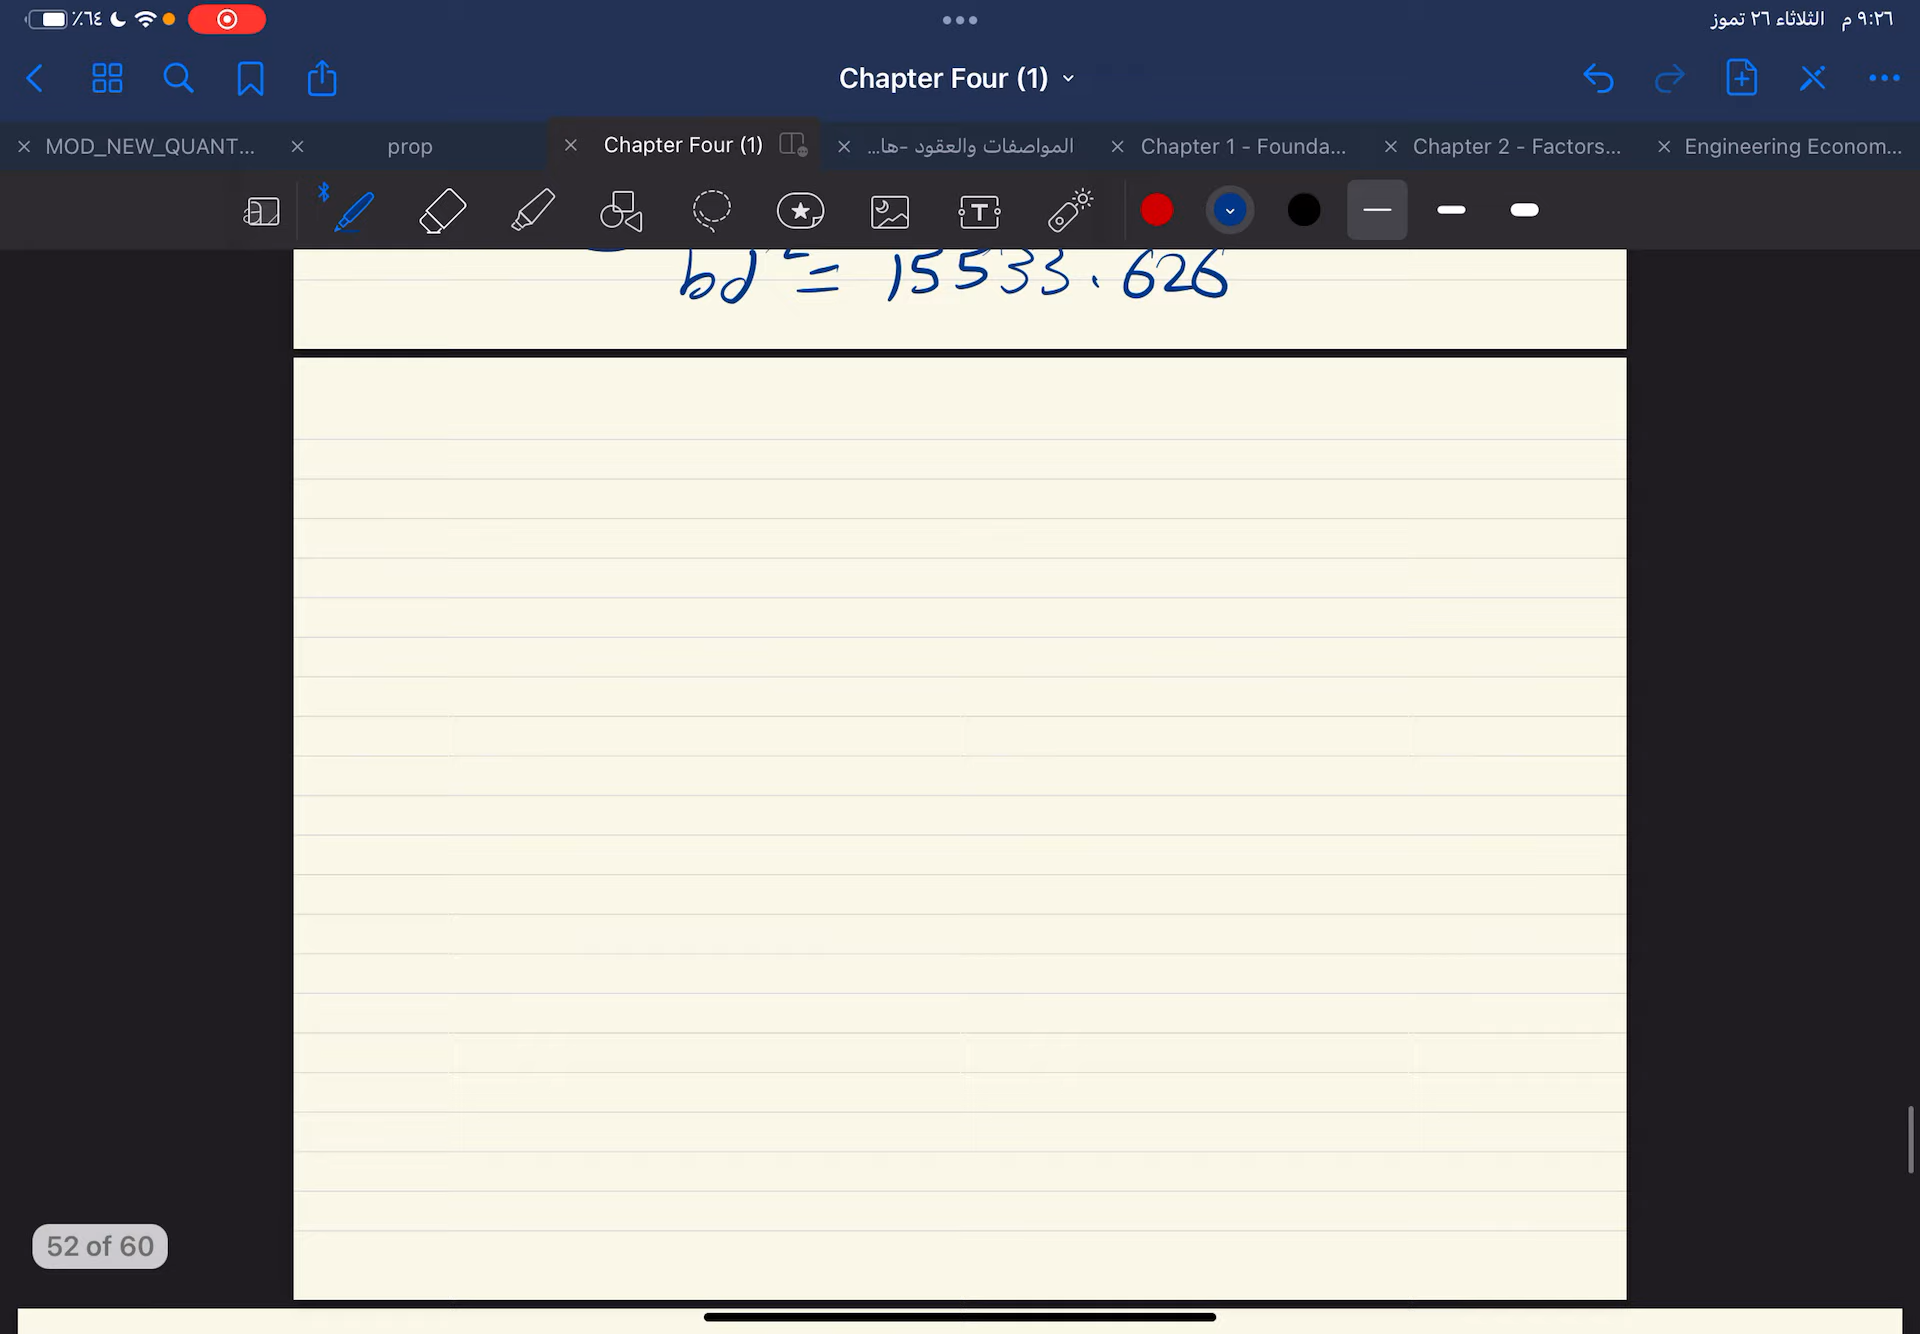 ٪٦٤
٩:٢٦ م الثلاثاء ٢٦ تموز
Chapter Four (1)
MOD_NEW_QUANT...
prop
Chapter Four (1)
المواصفات والعقود -ها...
Chapter 1 - Founda...
Chapter 2 - Factors...
Engineering Econom...
T
bd² = 15533.626
52 of 60